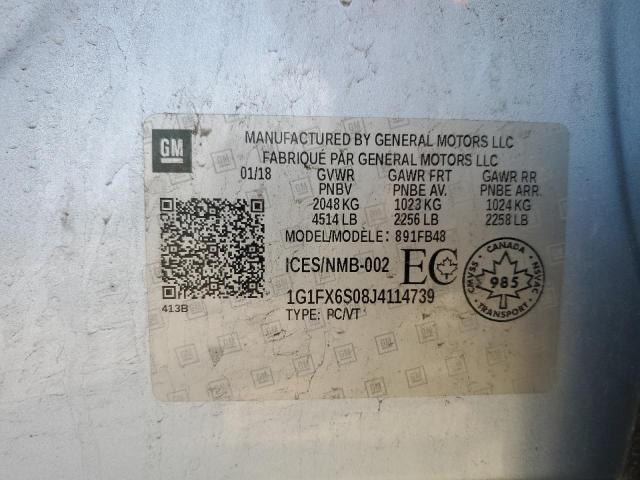 GM
MANUFACTURED BY GENERAL MOTORS LLC
FABRIQUÉ PAR GENERAL MOTORS LLC
01/18 GVWR GAWR FRT GAWR RR
PNBV PNBE AV. PNBE ARR.
2048 KG 1023 KG 1024 KG
4514 LB 2256 LB 2258 LB
MODEL/MODÈLE: 891FB48
ICES/NMB-002 EC
CANADA
CMVSS 985 NSVAC
TRANSPORT
1G1FX6S08J4114739
413B
TYPE: PC/VT